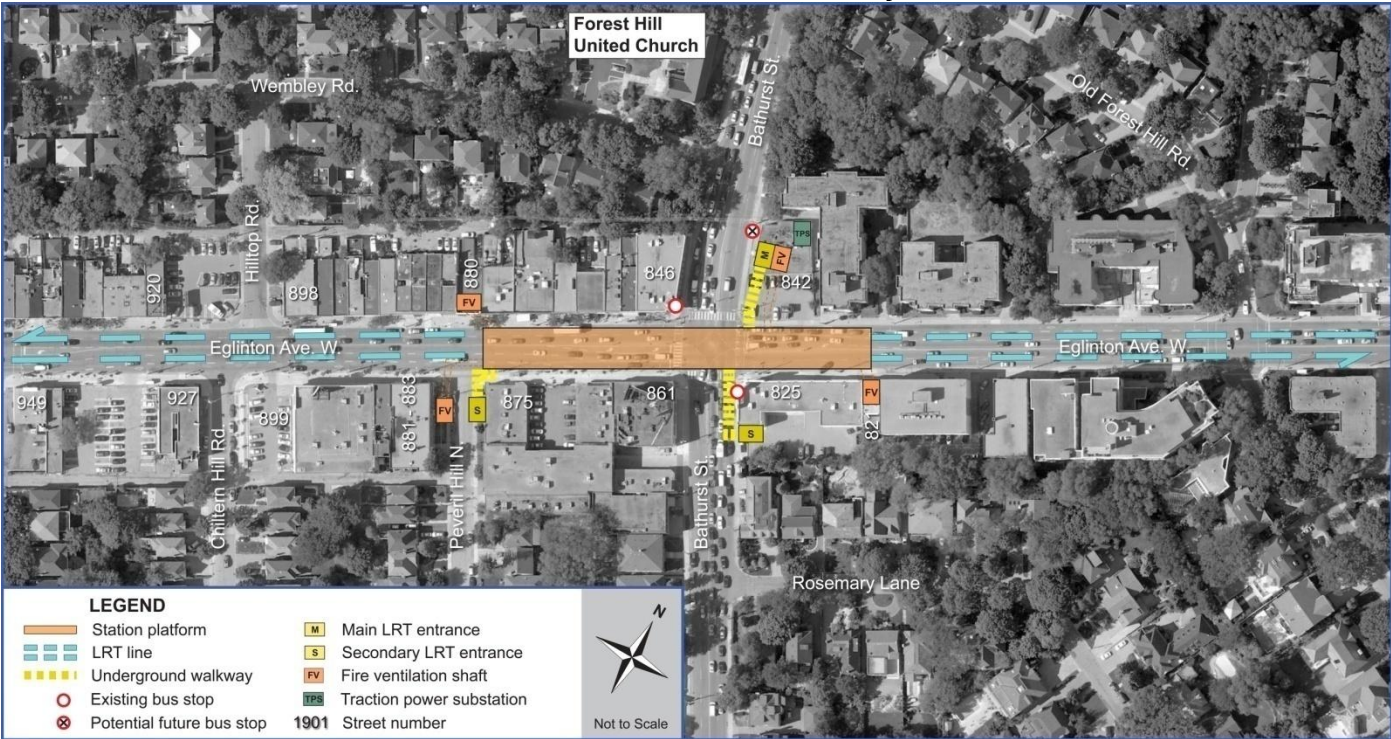 Forest Hill
United Church
Wembley Rd.
Bathurst St.
Old Forest Hill Rd.
Hilltop Rd.
TPS
M
FV
920
898
880
846
842
FV
Eglinton Ave. W.
Eglinton Ave. W.
949
927
899
881 - 883
FV
S
875
861
825
FV
821
S
Chiltern Hill Rd.
Peveril Hill N
Bathurst St.
Rosemary Lane
LEGEND
Station platform
LRT line
Underground walkway
Existing bus stop
Potential future bus stop
M Main LRT entrance
S Secondary LRT entrance
FV Fire ventilation shaft
TPS Traction power substation
1901 Street number
N
Not to Scale